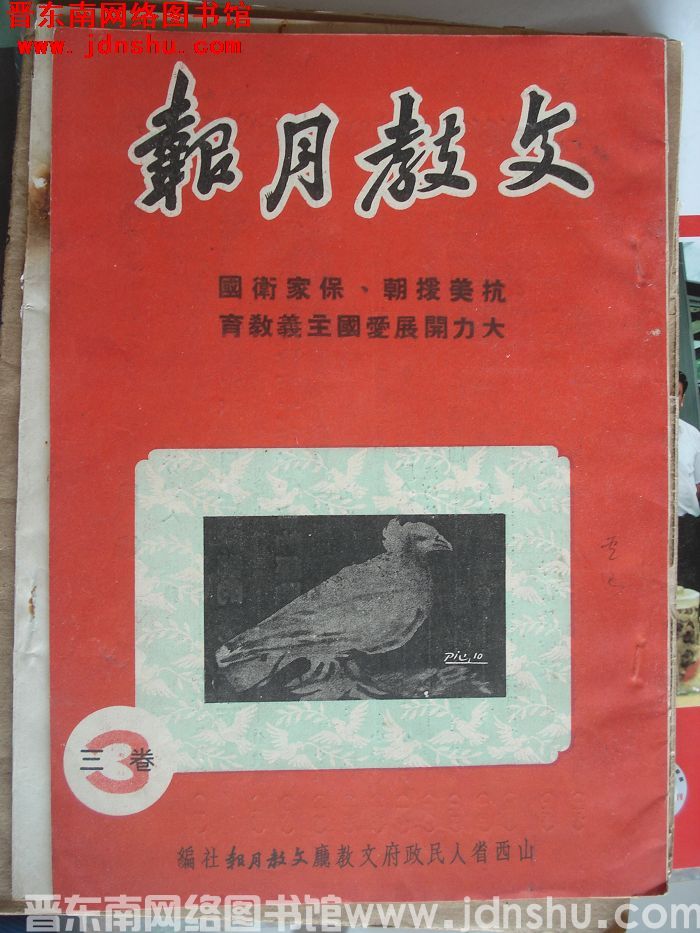 晋东南网络图书馆
www.jdnshu.com
文教月報
抗美援朝、保家衛國
大力開展愛國主義教育
卷三
3
山西省人民政府文教廳文教月報社編
晋东南网络图书馆www.jdnshu.com